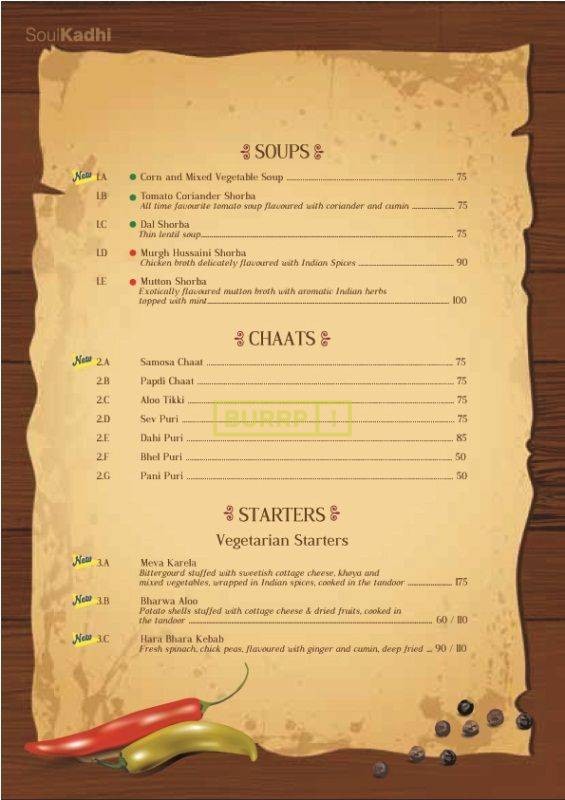 SoulKadhi
SOUPS
New 1.A Corn and Mixed Vegetable Soup 75
1.B Tomato Coriander Shorba
All time favourite tomato soup flavoured with coriander and cumin 75
1.C Dal Shorba
Thin lentil soup 75
1.D Murgh Hussaini Shorba
Chicken broth delicately flavoured with Indian Spices 90
1.E Mutton Shorba
Exotically flavoured mutton broth with aromatic Indian herbs
topped with mint 100
CHAATS
New 2.A Samosa Chaat 75
2.B Papdi Chaat 75
2.C Aloo Tikki 75
2.D Sev Puri 75
BURRP!
2.E Dahi Puri 85
2.F Bhel Puri 50
2.G Pani Puri 50
STARTERS
Vegetarian Starters
New 3.A Meva Karela
Bittergourd stuffed with sweetish cottage cheese, khoya and
mixed vegetables, wrapped in Indian spices, cooked in the tandoor 175
New 3.B Bharwa Aloo
Potato shells stuffed with cottage cheese & dried fruits, cooked in
the tandoor 60 / 110
New 3.C Hara Bhara Kebab
Fresh spinach, chick peas, flavoured with ginger and cumin, deep fried 90 / 110